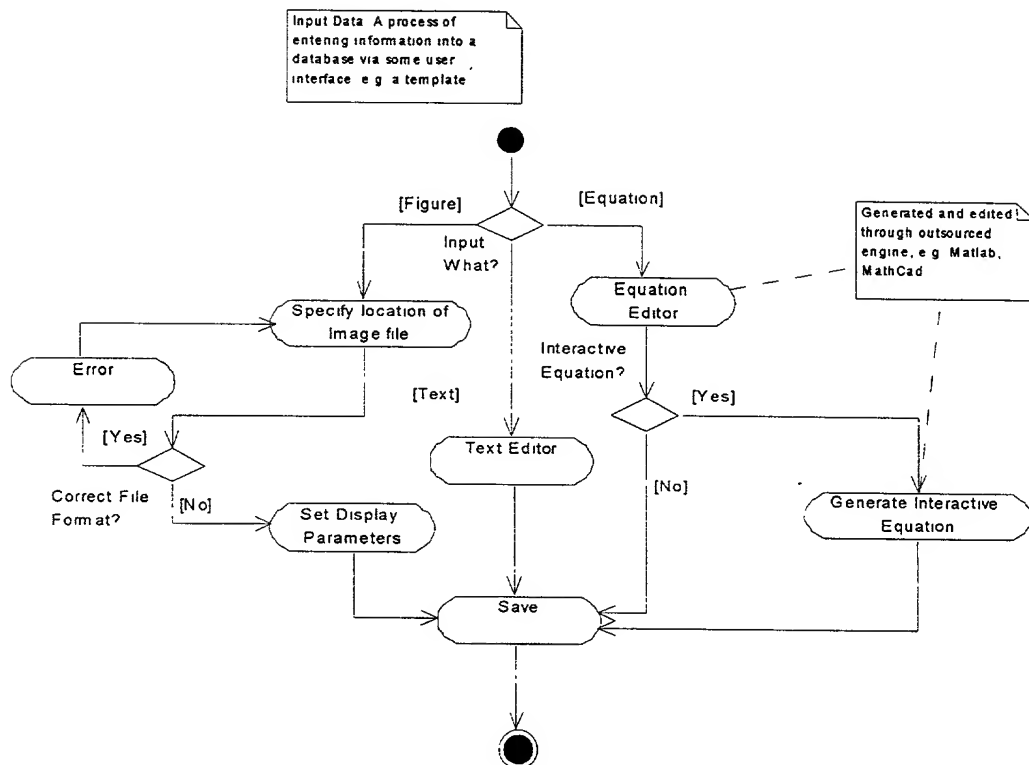 Input Data A process of
entering information into a
database via some user
interface e g a template
[Figure]
[Equation]
Input
What?
Generated and edited
through outsourced
engine, e g Matlab,
MathCad
Specify location of
Image file
Equation
Editor
Error
Interactive
Equation?
[Text]
[Yes]
[Yes]
Text Editor
Correct File
Format?
[No]
[No]
Set Display
Parameters
Generate Interactive
Equation
Save